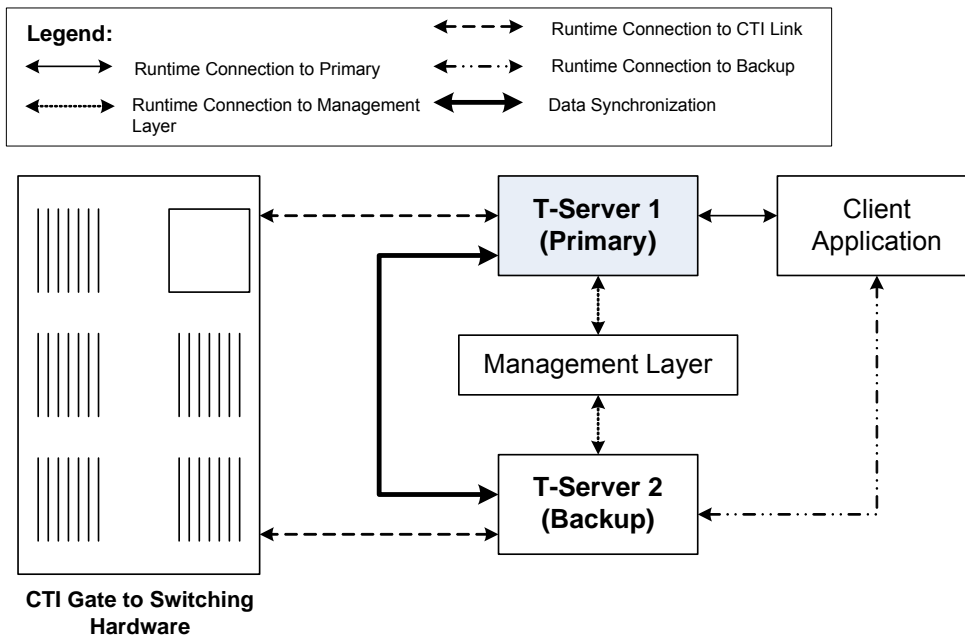 Legend:
Runtime Connection to Primary
Runtime Connection to Management
Layer
Runtime Connection to CTI Link
Runtime Connection to Backup
Data Synchronization
T-Server 1
(Primary)
Client
Application
Management Layer
T-Server 2
(Backup)
CTI Gate to Switching
Hardware